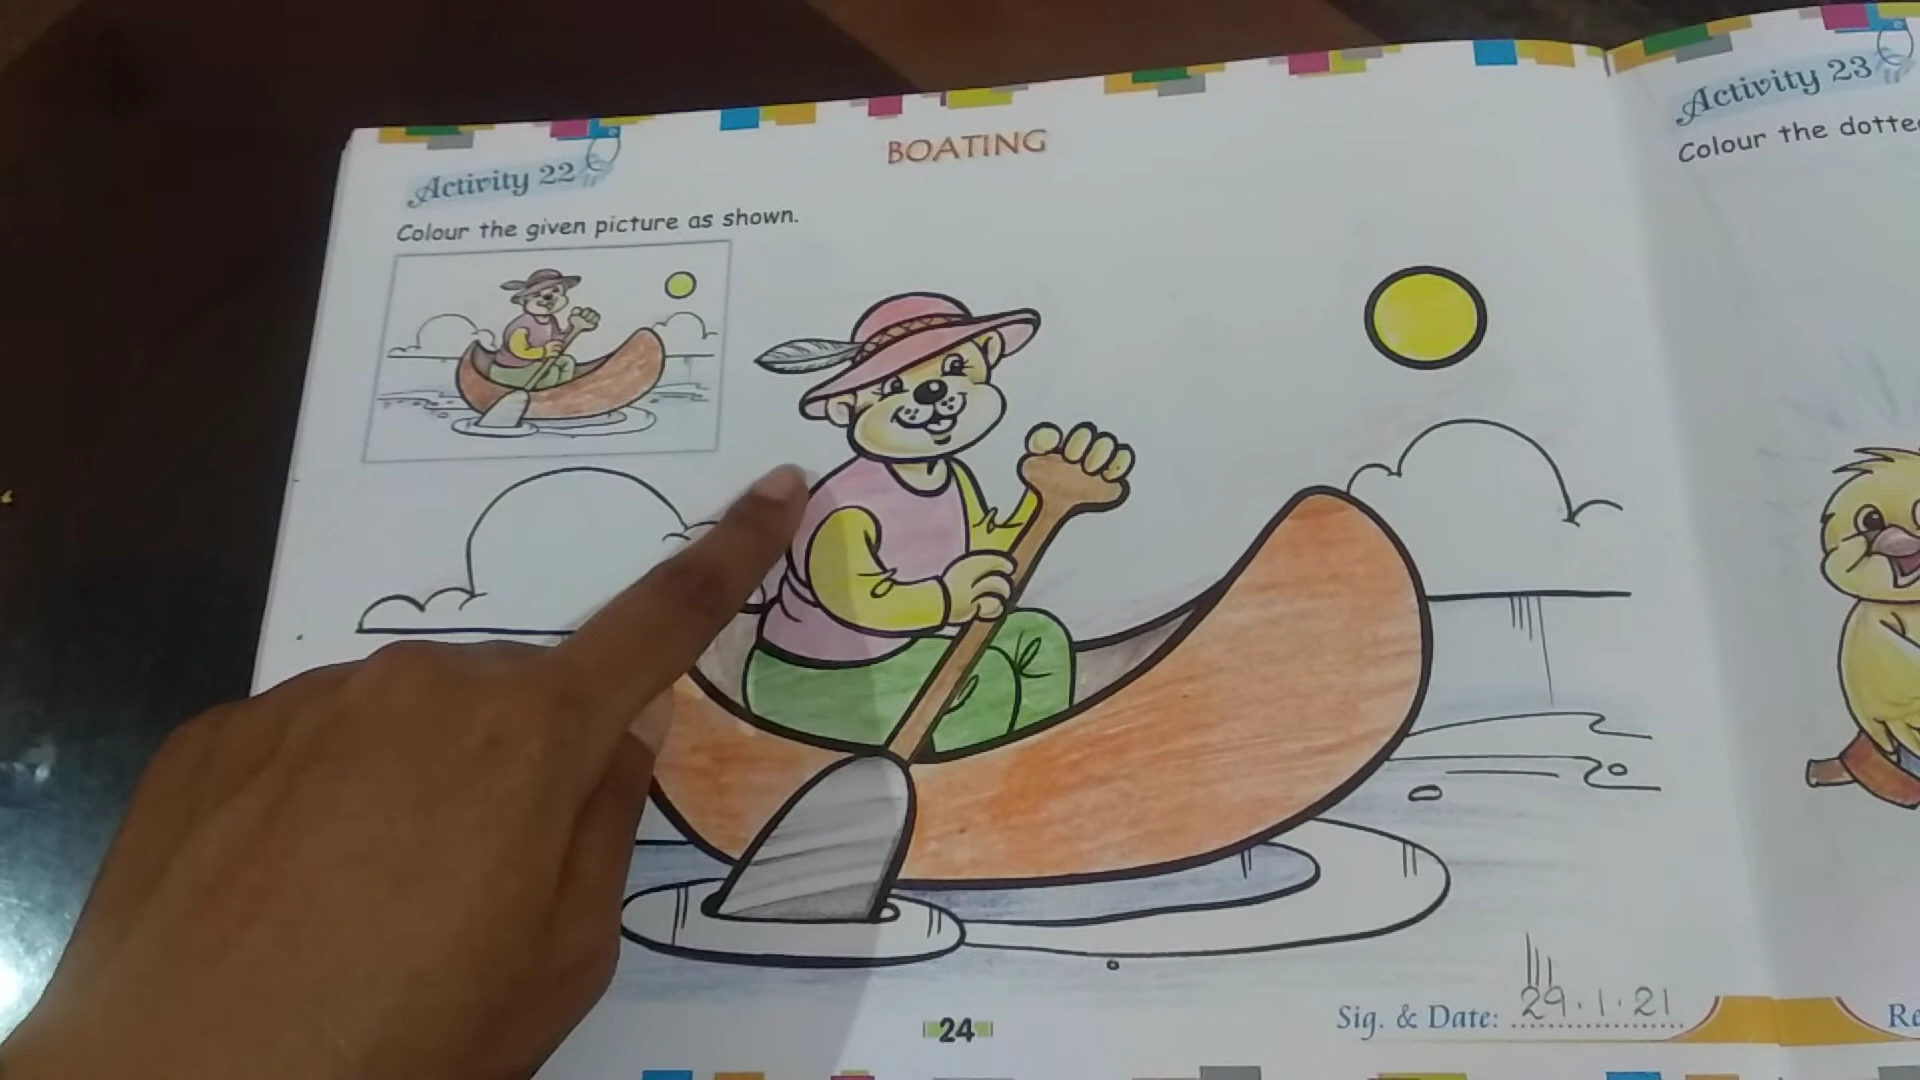 BOATING
Activity 22
Colour the given picture as shown.
24
Sig. & Date: 29.1.21
Activity 23
Colour the dotte
Re